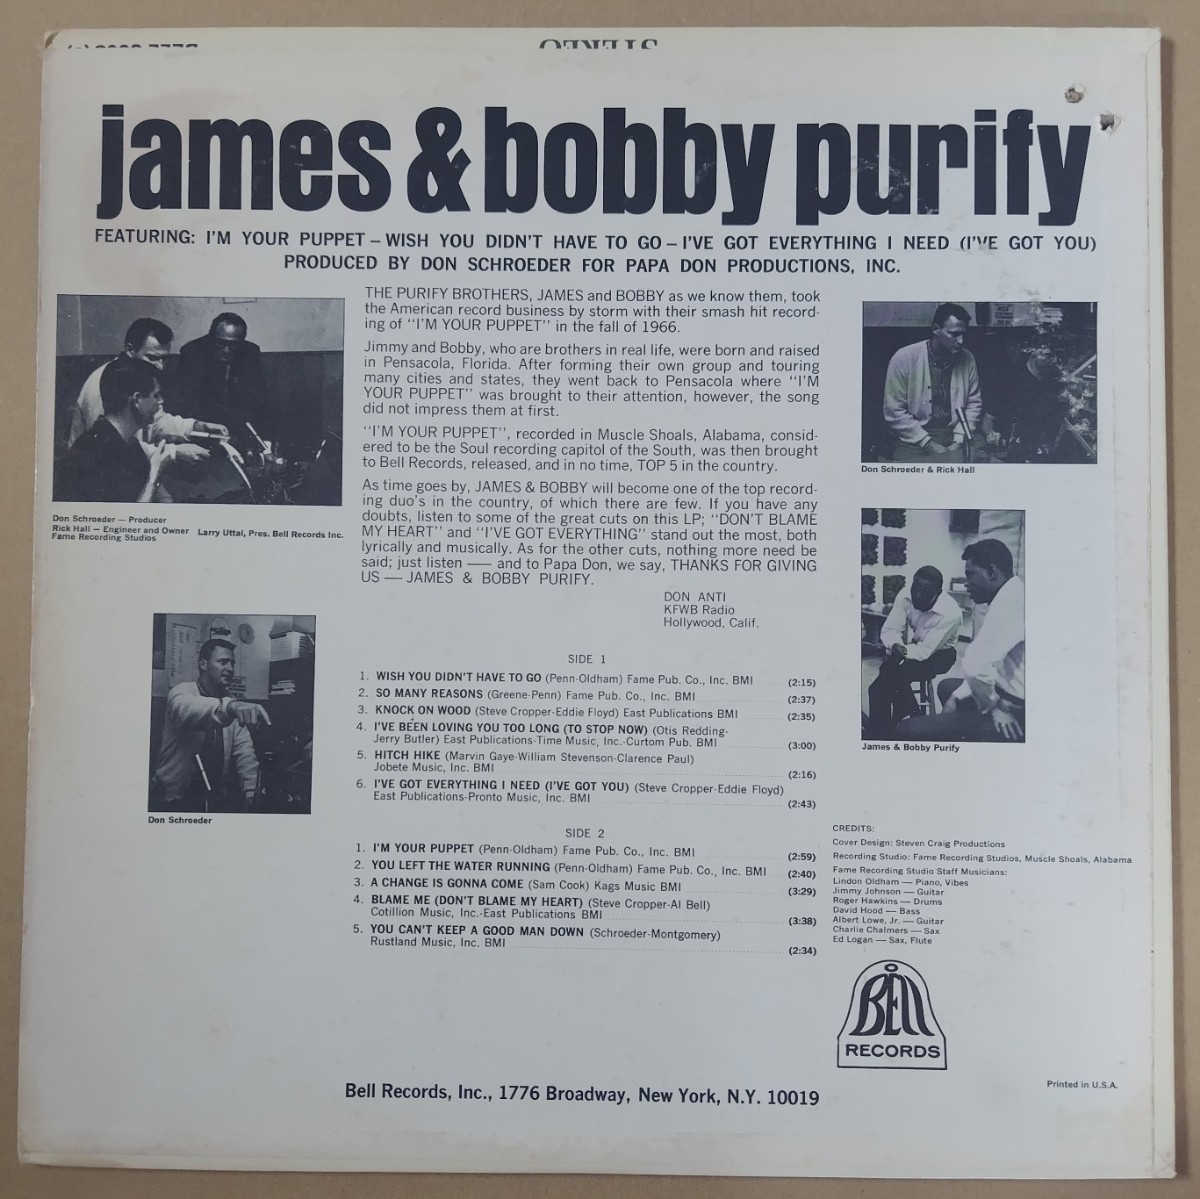 STEREO
james & bobby purify
FEATURING: I'M YOUR PUPPET – WISH YOU DIDN'T HAVE TO GO – I'VE GOT EVERYTHING I NEED (I'VE GOT YOU)
PRODUCED BY DON SCHROEDER FOR PAPA DON PRODUCTIONS, INC.
THE PURIFY BROTHERS, JAMES and BOBBY as we know them, took
the American record business by storm with their smash hit record-
ing of "I'M YOUR PUPPET" in the fall of 1966.
Jimmy and Bobby, who are brothers in real life, were born and raised
in Pensacola, Florida. After forming their own group and touring
many cities and states, they went back to Pensacola where "I'M
YOUR PUPPET" was brought to their attention, however, the song
did not impress them at first.
"I'M YOUR PUPPET", recorded in Muscle Shoals, Alabama, consid-
ered to be the Soul recording capitol of the South, was then brought
to Bell Records, released, and in no time, TOP 5 in the country.
As time goes by, JAMES & BOBBY will become one of the top record-
ing duo's in the country, of which there are few. If you have any
doubts, listen to some of the great cuts on this LP; "DON'T BLAME
MY HEART" and "I'VE GOT EVERYTHING" stand out the most, both
lyrically and musically. As for the other cuts, nothing more need be
said; just listen — and to Papa Don, we say, THANKS FOR GIVING
US — JAMES & BOBBY PURIFY.
DON ANTI
KFWB Radio
Hollywood, Calif.
Don Schroeder — Producer
Rick Hall — Engineer and Owner Larry Uttal, Pres. Bell Records Inc.
Fame Recording Studios
Don Schroeder
Don Schroeder & Rick Hall
James & Bobby Purify
SIDE 1
1. WISH YOU DIDN'T HAVE TO GO (Penn-Oldham) Fame Pub. Co., Inc. BMI (2:15)
2. SO MANY REASONS (Greene-Penn) Fame Pub. Co., Inc. BMI (2:37)
3. KNOCK ON WOOD (Steve Cropper-Eddie Floyd) East Publications BMI (2:35)
4. I'VE BEEN LOVING YOU TOO LONG (TO STOP NOW) (Otis Redding-
Jerry Butler) East Publications-Time Music, Inc.-Curtom Pub. BMI (3:00)
5. HITCH HIKE (Marvin Gaye-William Stevenson-Clarence Paul)
Jobete Music, Inc. BMI (2:16)
6. I'VE GOT EVERYTHING I NEED (I'VE GOT YOU) (Steve Cropper-Eddie Floyd)
East Publications-Pronto Music, Inc. BMI (2:43)
SIDE 2
1. I'M YOUR PUPPET (Penn-Oldham) Fame Pub. Co., Inc. BMI (2:59)
2. YOU LEFT THE WATER RUNNING (Penn-Oldham) Fame Pub. Co., Inc. BMI (2:40)
3. A CHANGE IS GONNA COME (Sam Cook) Kags Music BMI (3:29)
4. BLAME ME (DON'T BLAME MY HEART) (Steve Cropper-Al Bell)
Cotillion Music, Inc.-East Publications BMI (3:38)
5. YOU CAN'T KEEP A GOOD MAN DOWN (Schroeder-Montgomery)
Rustland Music, Inc. BMI (2:34)
CREDITS:
Cover Design: Steven Craig Productions
Recording Studio: Fame Recording Studios, Muscle Shoals, Alabama
Fame Recording Studio Staff Musicians:
Lindon Oldham — Piano, Vibes
Jimmy Johnson — Guitar
Roger Hawkins — Drums
David Hood — Bass
Albert Lowe, Jr. — Guitar
Charlie Chalmers — Sax
Ed Logan — Sax, Flute
BELL
RECORDS
Printed in U.S.A.
Bell Records, Inc., 1776 Broadway, New York, N.Y. 10019